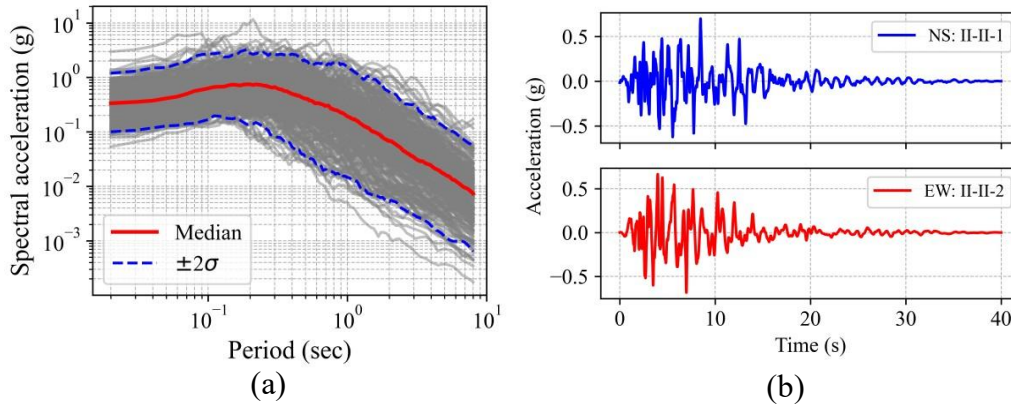 Spectral acceleration (g)
10¹
10⁰
10⁻¹
10⁻²
10⁻³
Median
±2σ
10⁻¹
10⁰
10¹
Period (sec)
(a)
Acceleration (g)
0.5
0.0
−0.5
NS: II-II-1
0.5
0.0
−0.5
EW: II-II-2
0
10
20
30
40
Time (s)
(b)